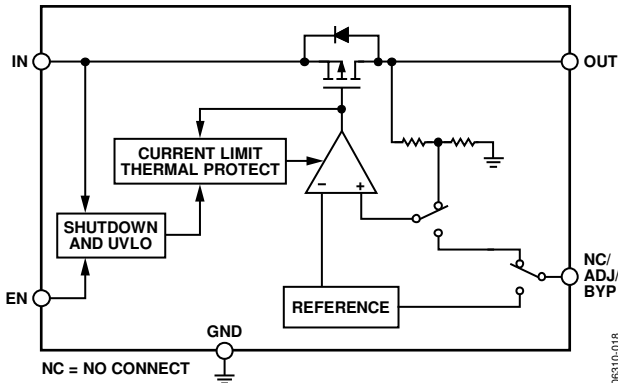 IN
OUT
CURRENT LIMIT
THERMAL PROTECT
–
+
SHUTDOWN
AND UVLO
EN
REFERENCE
NC/
ADJ/
BYP
GND
NC = NO CONNECT
06310-018